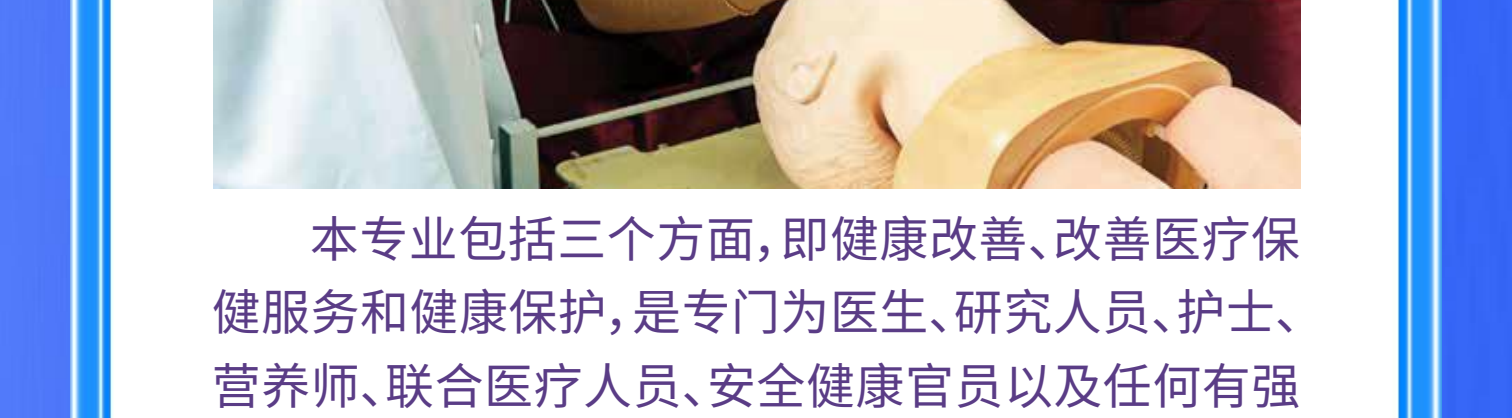 本专业包括三个方面，即健康改善、改善医疗保
健服务和健康保护，是专门为医生、研究人员、护士、
营养师、联合医疗人员、安全健康官员以及任何有强